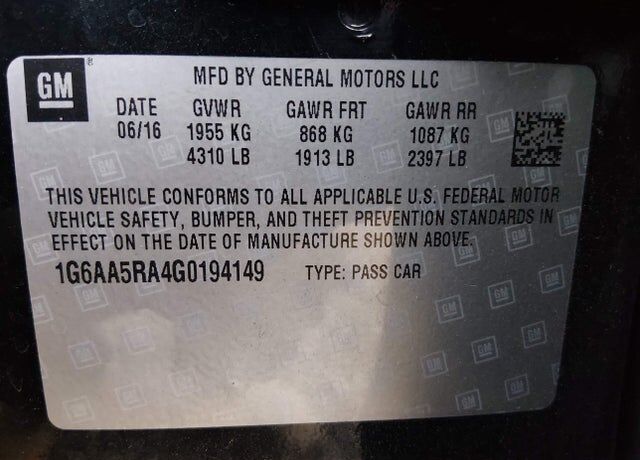 GM
MFD BY GENERAL MOTORS LLC
DATE GVWR GAWR FRT GAWR RR
06/16 1955 KG 868 KG 1087 KG
4310 LB 1913 LB 2397 LB
THIS VEHICLE CONFORMS TO ALL APPLICABLE U.S. FEDERAL MOTOR
VEHICLE SAFETY, BUMPER, AND THEFT PREVENTION STANDARDS IN
EFFECT ON THE DATE OF MANUFACTURE SHOWN ABOVE.
1G6AA5RA4G0194149 TYPE: PASS CAR